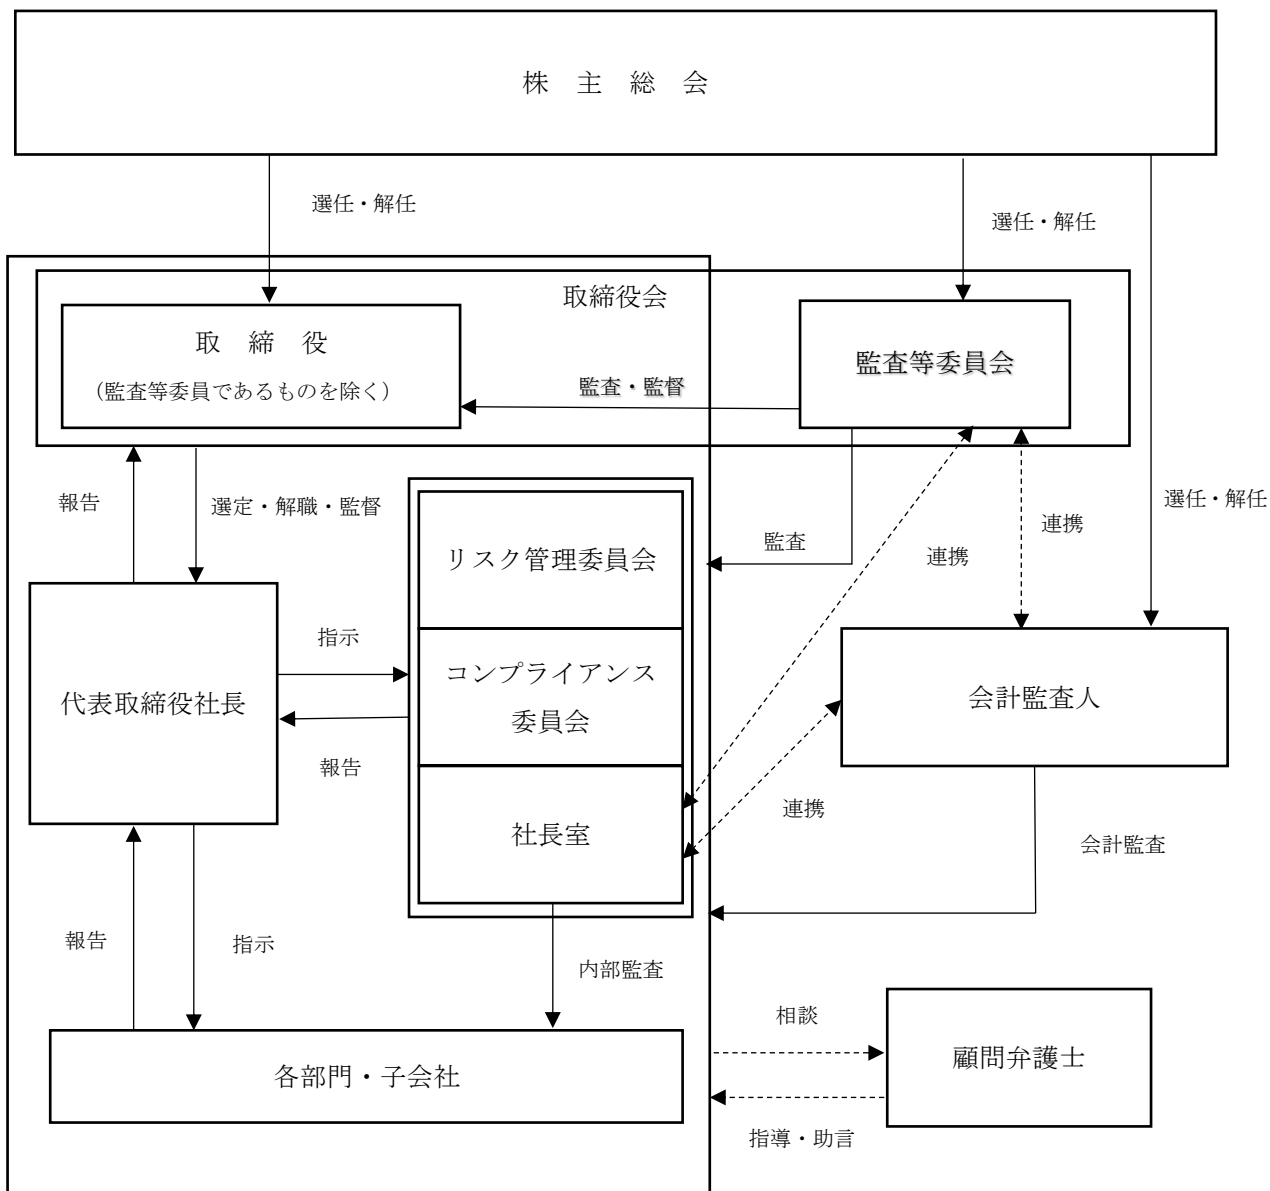 株 主 総 会
選任・解任
選任・解任
取締役会
取 締 役
（監査等委員であるものを除く）
監査等委員会
監査・監督
報告
選定・解職・監督
選任・解任
リスク管理委員会
監査
連携
連携
指示
コンプライアンス
委員会
代表取締役社長
会計監査人
報告
社長室
連携
会計監査
報告
指示
内部監査
相談
顧問弁護士
各部門・子会社
指導・助言